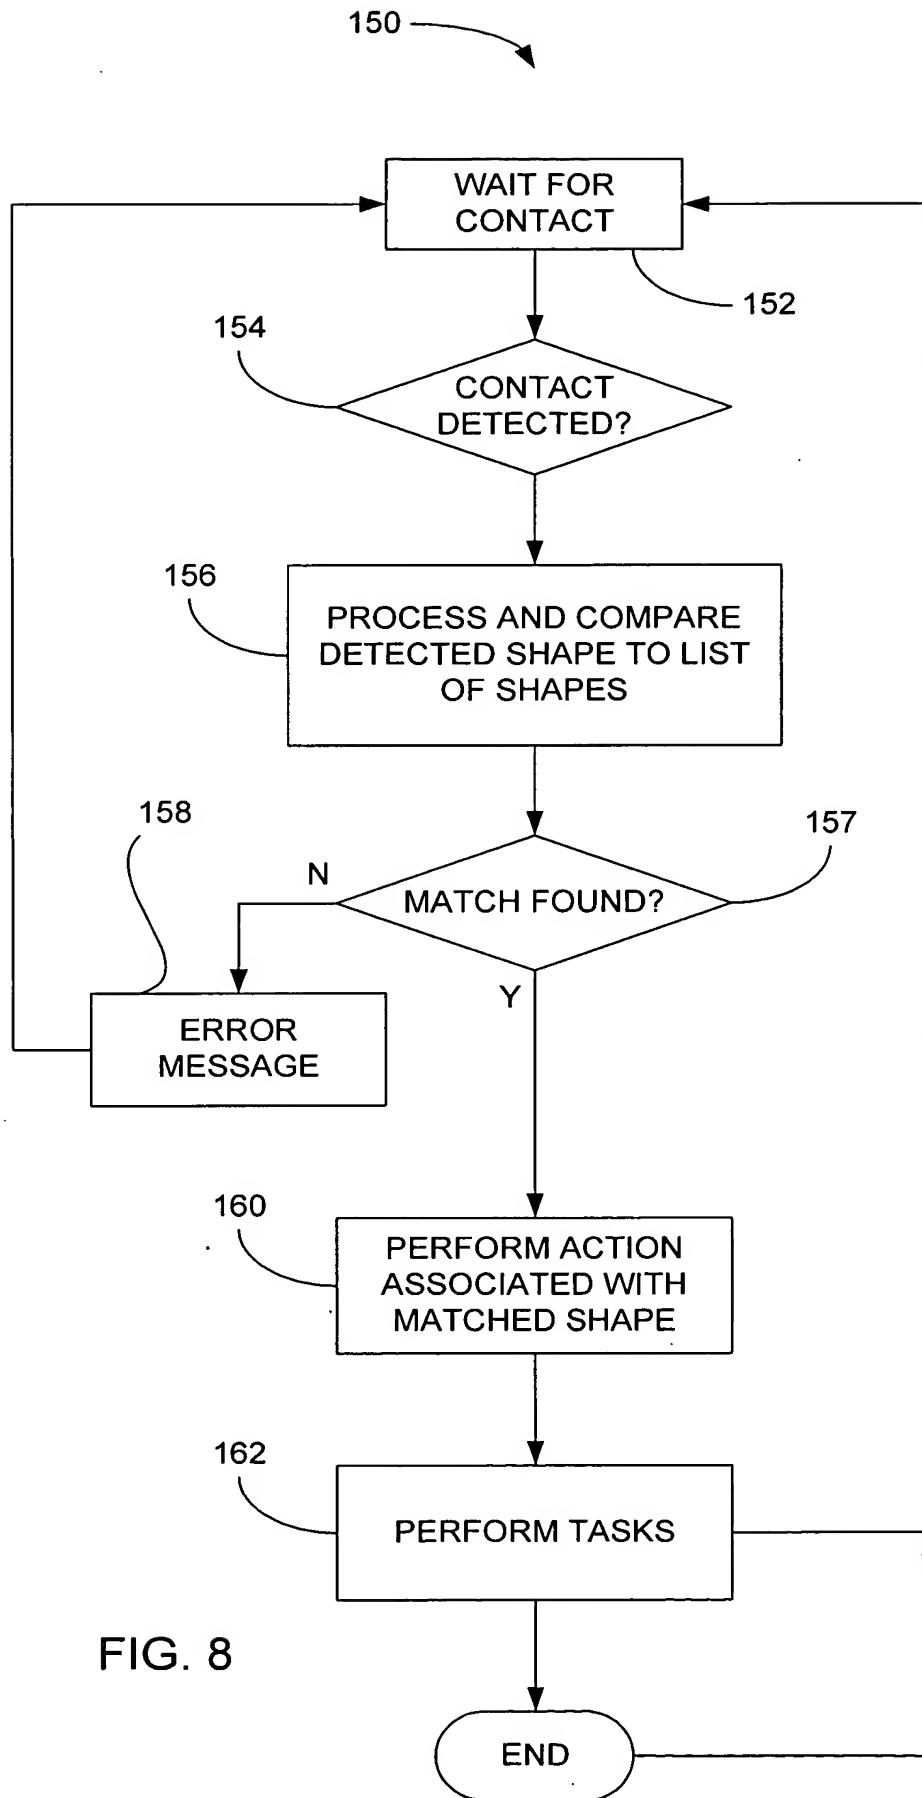 150
WAIT FOR
CONTACT
152
154
CONTACT
DETECTED?
156
PROCESS AND COMPARE
DETECTED SHAPE TO LIST
OF SHAPES
158
157
N
MATCH FOUND?
Y
ERROR
MESSAGE
160
PERFORM ACTION
ASSOCIATED WITH
MATCHED SHAPE
162
PERFORM TASKS
FIG. 8
END